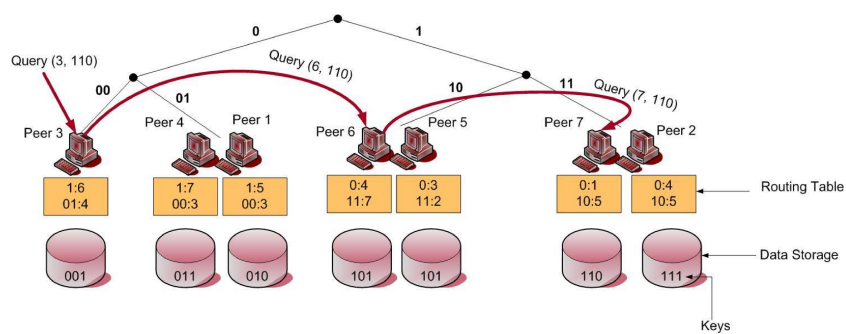 0
1
Query (3, 110)
Query (6, 110)
00
01
10
11
Query (7, 110)
Peer 3
Peer 4
Peer 1
Peer 6
Peer 5
Peer 7
Peer 2
1:6
01:4
1:7
00:3
1:5
00:3
0:4
11:7
0:3
11:2
0:1
10:5
0:4
10:5
Routing Table
001
011
010
101
101
110
111
Data Storage
Keys